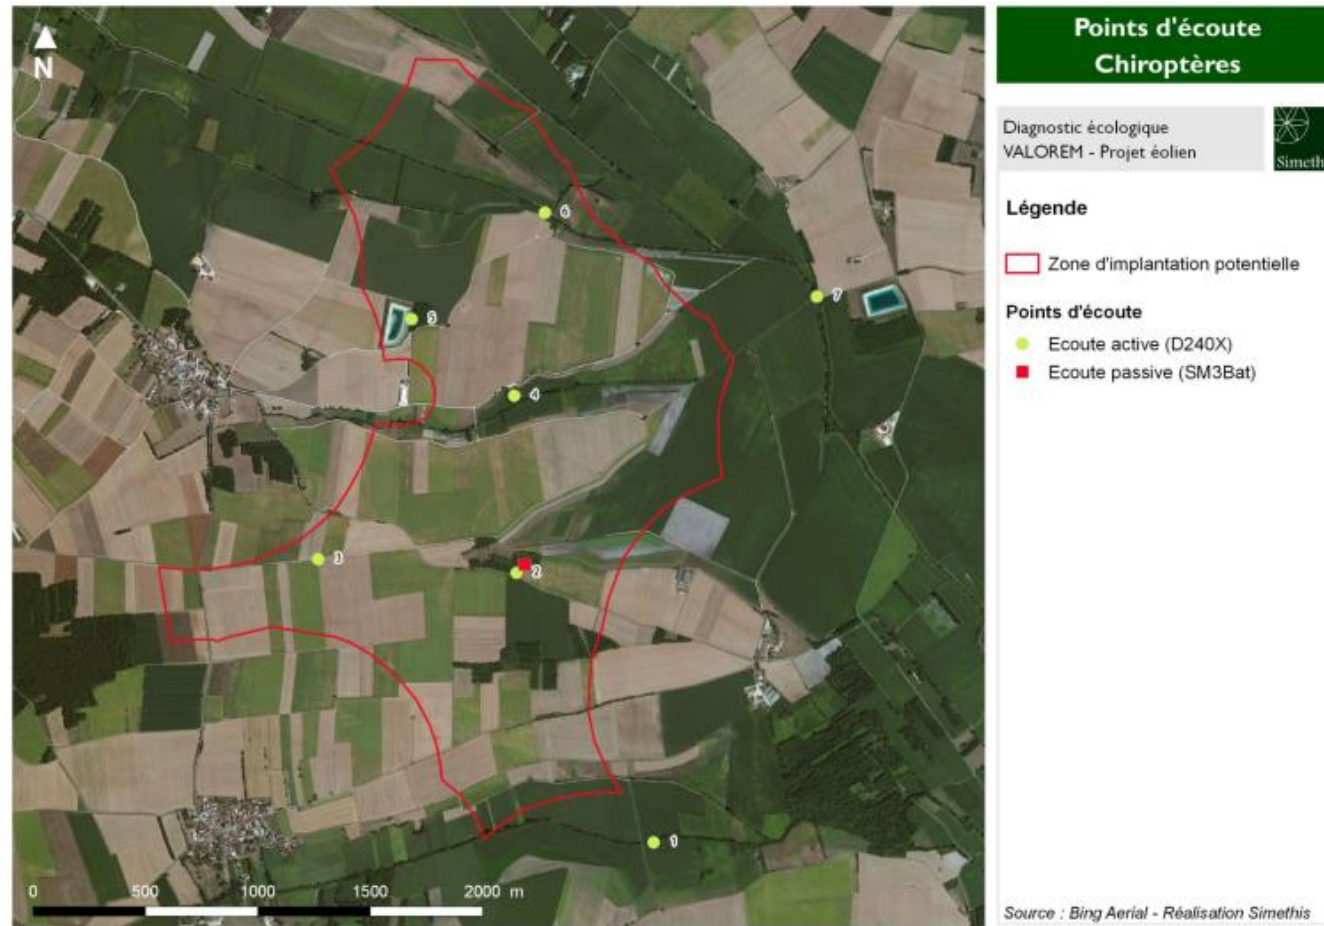 Points d'écoute
Chiroptères
Diagnostic écologique
VALOREM - Projet éolien
Simeth
Légende
Zone d'implantation potentielle
Points d'écoute
Ecoute active (D240X)
Ecoute passive (SM3Bat)
N
6
7
5
4
3
2
1
0 500 1000 1500 2000 m
Source : Bing Aerial - Réalisation Simethis